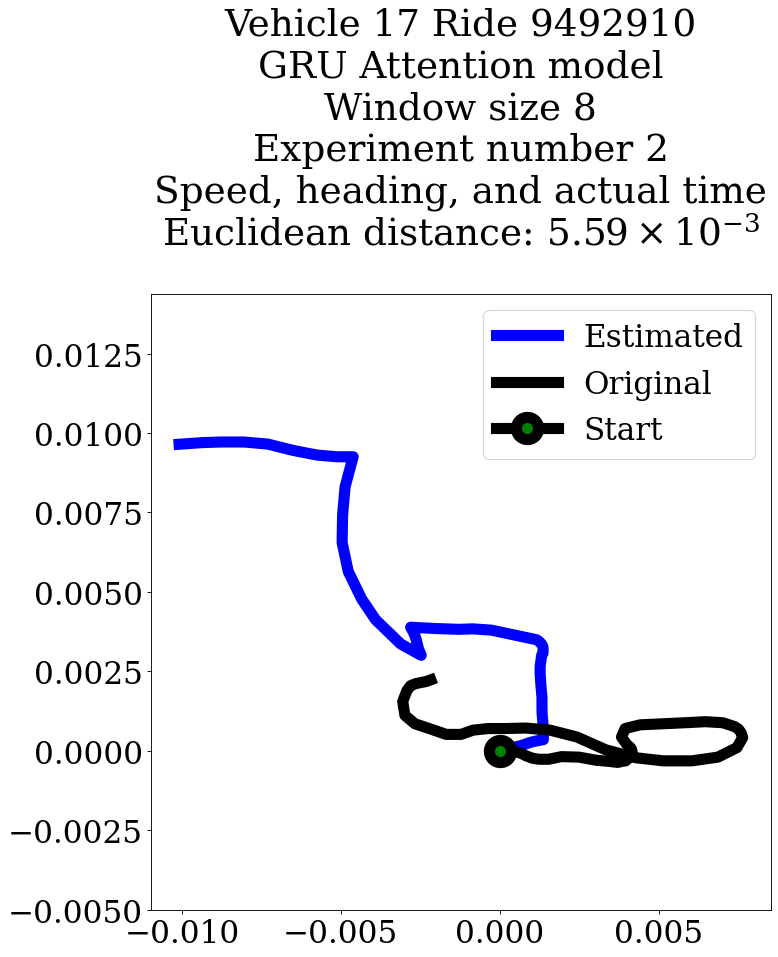 Vehicle 17 Ride 9492910
GRU Attention model
Window size 8
Experiment number 2
Speed, heading, and actual time
Euclidean distance: 5.59 × 10⁻³
Estimated
Original
Start
0.0125
0.0100
0.0075
0.0050
0.0025
0.0000
−0.0025
−0.0050
−0.010 −0.005 0.000 0.005